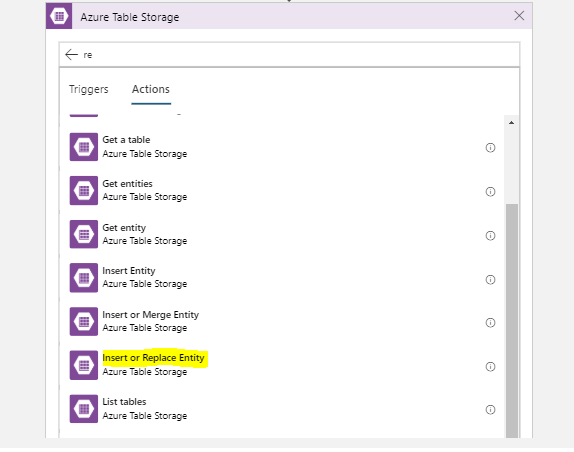 Azure Table Storage
re
Triggers Actions
Get a table
Azure Table Storage
Get entities
Azure Table Storage
Get entity
Azure Table Storage
Insert Entity
Azure Table Storage
Insert or Merge Entity
Azure Table Storage
Insert or Replace Entity
Azure Table Storage
List tables
Azure Table Storage